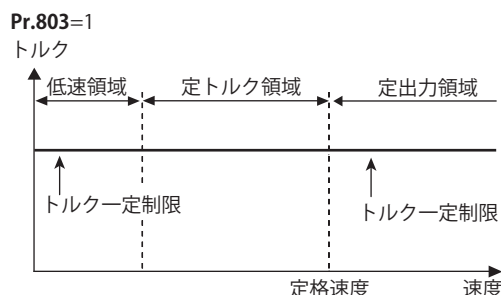 Pr.803=1
トルク
低速領域
定トルク領域
定出力領域
トルク一定制限
トルク一定制限
定格速度
速度